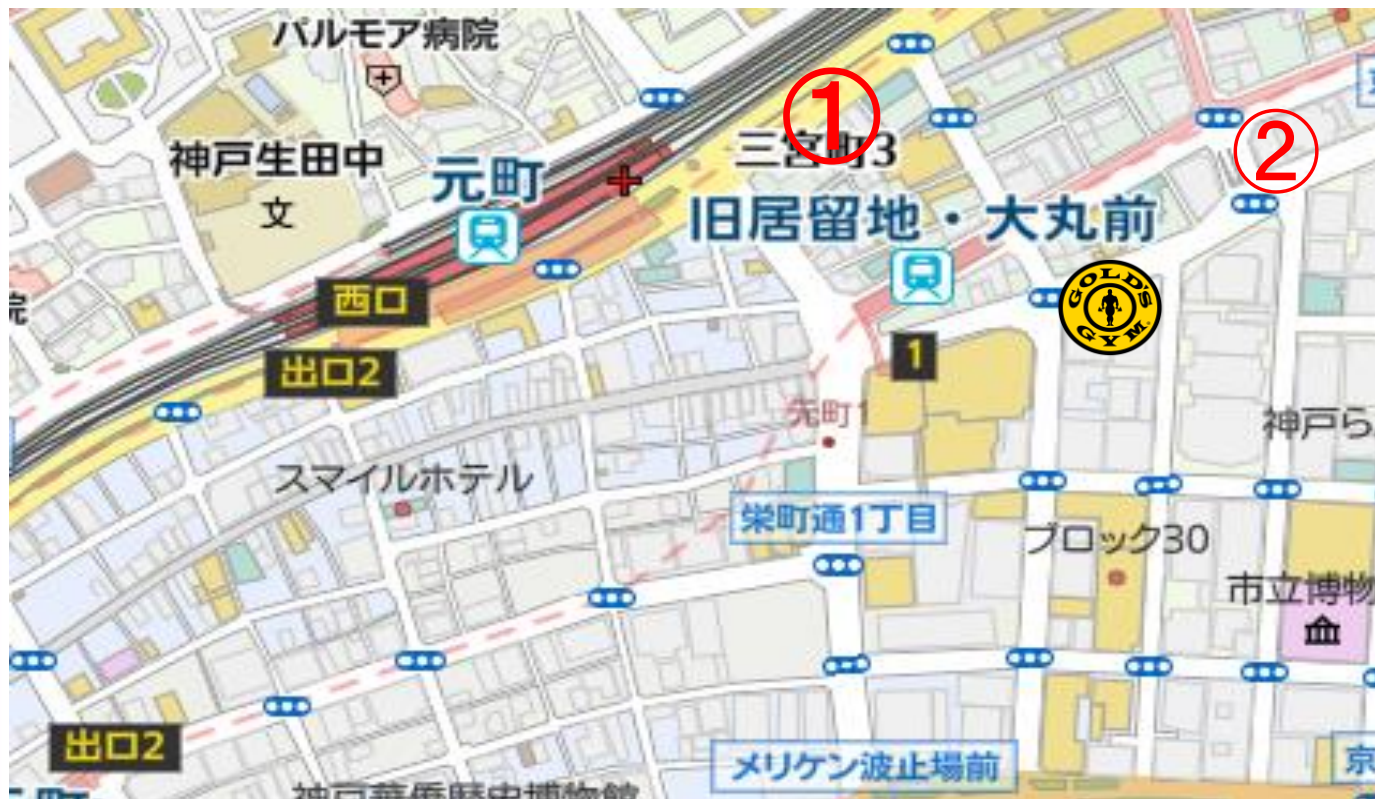 パルモア病院
①
三宮町3
②
神戸生田中
文
元町
旧居留地・大丸前
GOLD'S GYM
西口
院
1
出口2
元町1
神戸ら
スマイルホテル
栄町通1丁目
ブロック30
市立博物
出口2
メリケン波止場前
京